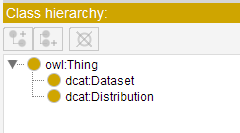 Class hierarchy:
owl:Thing
dcat:Dataset
dcat:Distribution